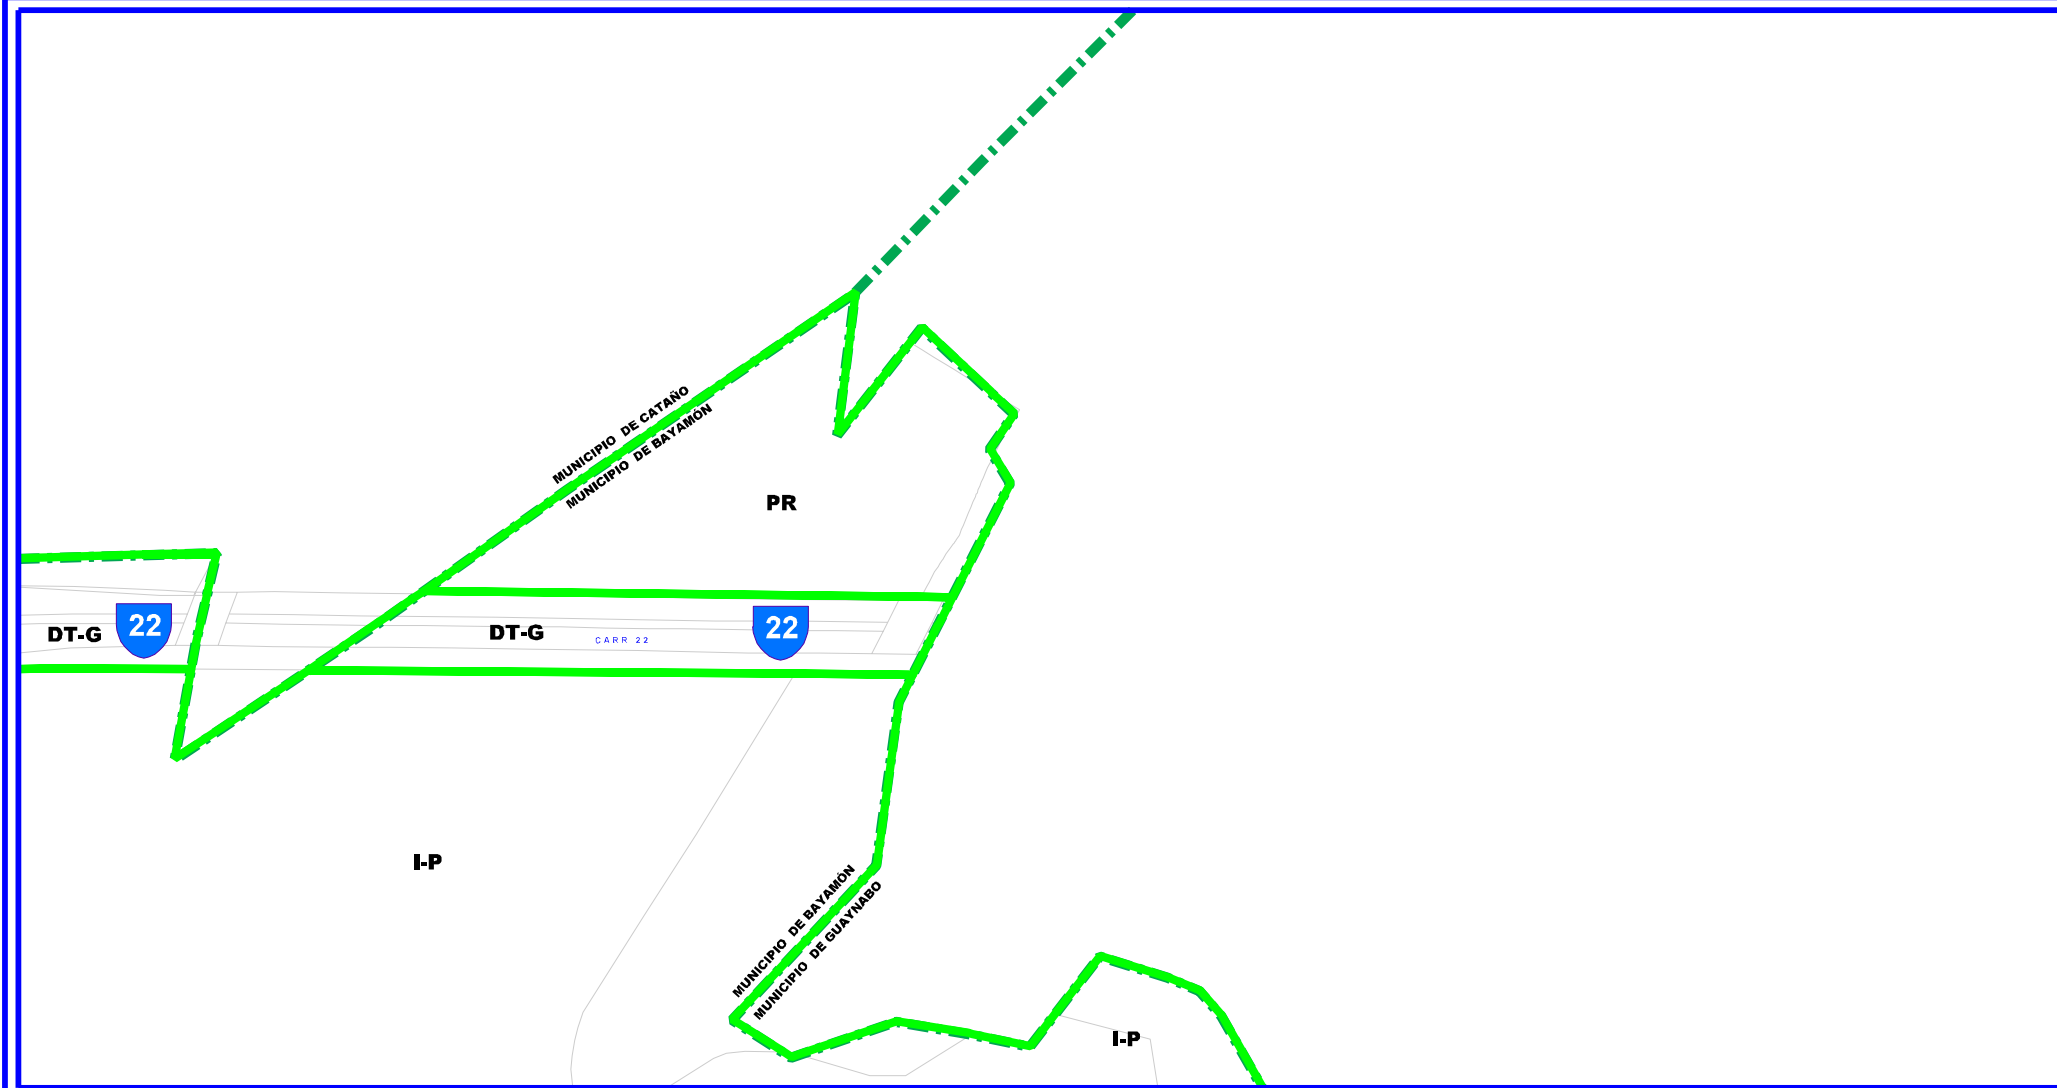 MUNICIPIO DE CATAÑO
MUNICIPIO DE BAYAMÓN
PR
DT-G
22
DT-G
CARR 22
22
I-P
MUNICIPIO DE BAYAMÓN
MUNICIPIO DE GUAYNABO
I-P